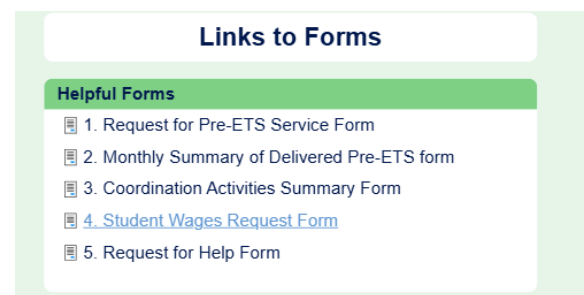 Links to Forms
Helpful Forms
1. Request for Pre-ETS Service Form
2. Monthly Summary of Delivered Pre-ETS form
3. Coordination Activities Summary Form
4. Student Wages Request Form
5. Request for Help Form